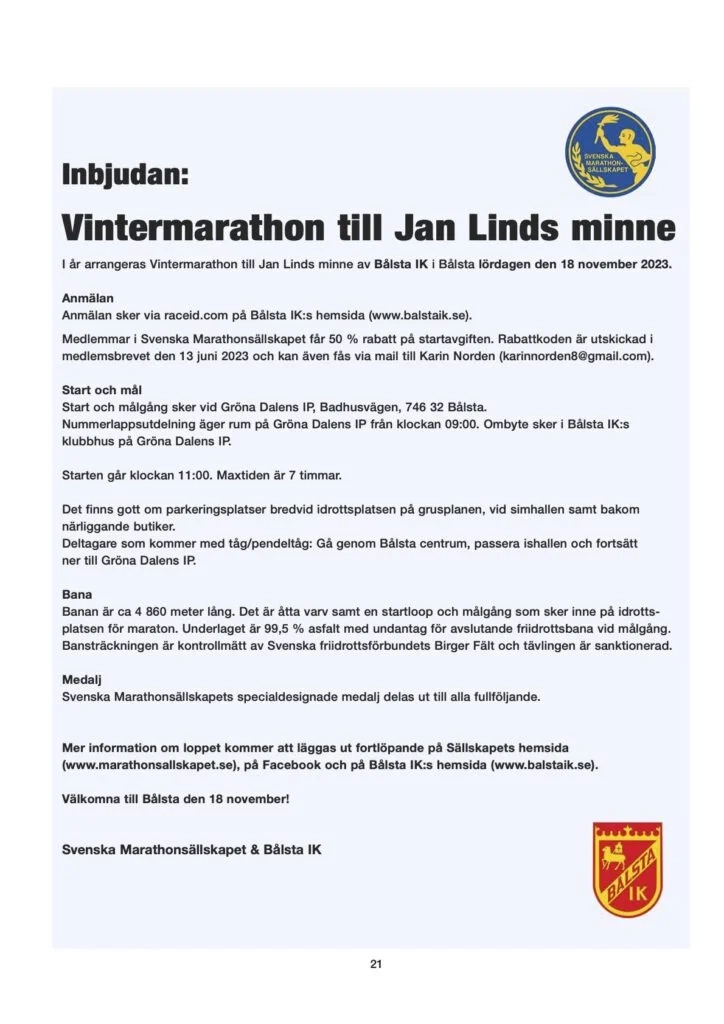 SVENSKA
MARATHON-
SÄLLSKAPET
Inbjudan:
Vintermarathon till Jan Linds minne
I år arrangeras Vintermarathon till Jan Linds minne av Bålsta IK i Bålsta lördagen den 18 november 2023.
Anmälan
Anmälan sker via raceid.com på Bålsta IK:s hemsida (www.balstaik.se).
Medlemmar i Svenska Marathonsällskapet får 50 % rabatt på startavgiften. Rabattkoden är utskickad i
medlemsbrevet den 13 juni 2023 och kan även fås via mail till Karin Norden (karinnorden8@gmail.com).
Start och mål
Start och målgång sker vid Gröna Dalens IP, Badhusvägen, 746 32 Bålsta.
Nummerlappsutdelning äger rum på Gröna Dalens IP från klockan 09:00. Ombyte sker i Bålsta IK:s
klubbhus på Gröna Dalens IP.
Starten går klockan 11:00. Maxtiden är 7 timmar.
Det finns gott om parkeringsplatser bredvid idrottsplatsen på grusplanen, vid simhallen samt bakom
närliggande butiker.
Deltagare som kommer med tåg/pendeltåg: Gå genom Bålsta centrum, passera ishallen och fortsätt
ner till Gröna Dalens IP.
Bana
Banan är ca 4 860 meter lång. Det är åtta varv samt en startloop och målgång som sker inne på idrotts-
platsen för maraton. Underlaget är 99,5 % asfalt med undantag för avslutande friidrottsbana vid målgång.
Bansträckningen är kontrollmätt av Svenska friidrottsförbundets Birger Fält och tävlingen är sanktionerad.
Medalj
Svenska Marathonsällskapets specialdesignade medalj delas ut till alla fullföljande.
Mer information om loppet kommer att läggas ut fortlöpande på Sällskapets hemsida
(www.marathonsallskapet.se), på Facebook och på Bålsta IK:s hemsida (www.balstaik.se).
Välkomna till Bålsta den 18 november!
Svenska Marathonsällskapet & Bålsta IK
BÅLSTA
IK
21